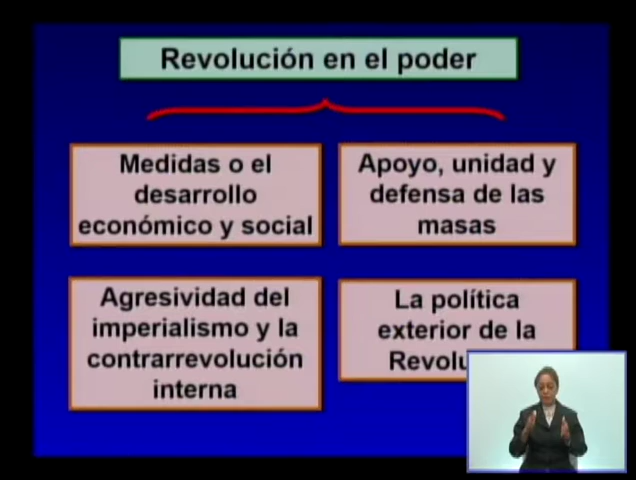 Revolución en el poder
Medidas o el
desarrollo
económico y social
Apoyo, unidad y
defensa de las
masas
Agresividad del
imperialismo y la
contrarrevolución
interna
La política
exterior de la